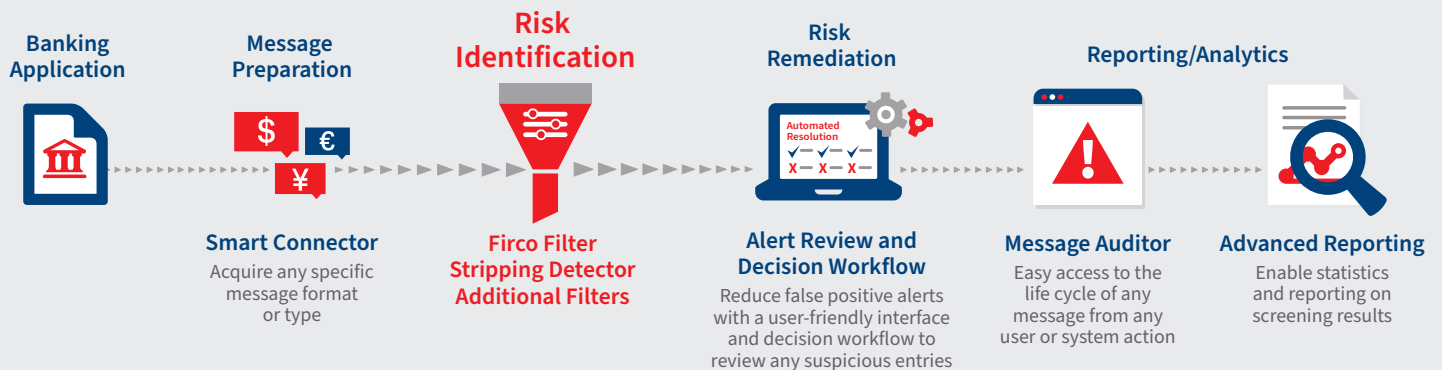 Banking
Application
Message
Preparation
Risk
Identification
Risk
Remediation
Reporting/Analytics
$
€
¥
Automated
Resolution
Smart Connector
Acquire any specific
message format
or type
Firco Filter
Stripping Detector
Additional Filters
Alert Review and
Decision Workflow
Reduce false positive alerts
with a user-friendly interface
and decision workflow to
review any suspicious entries
Message Auditor
Easy access to the
life cycle of any
message from any
user or system action
Advanced Reporting
Enable statistics
and reporting on
screening results